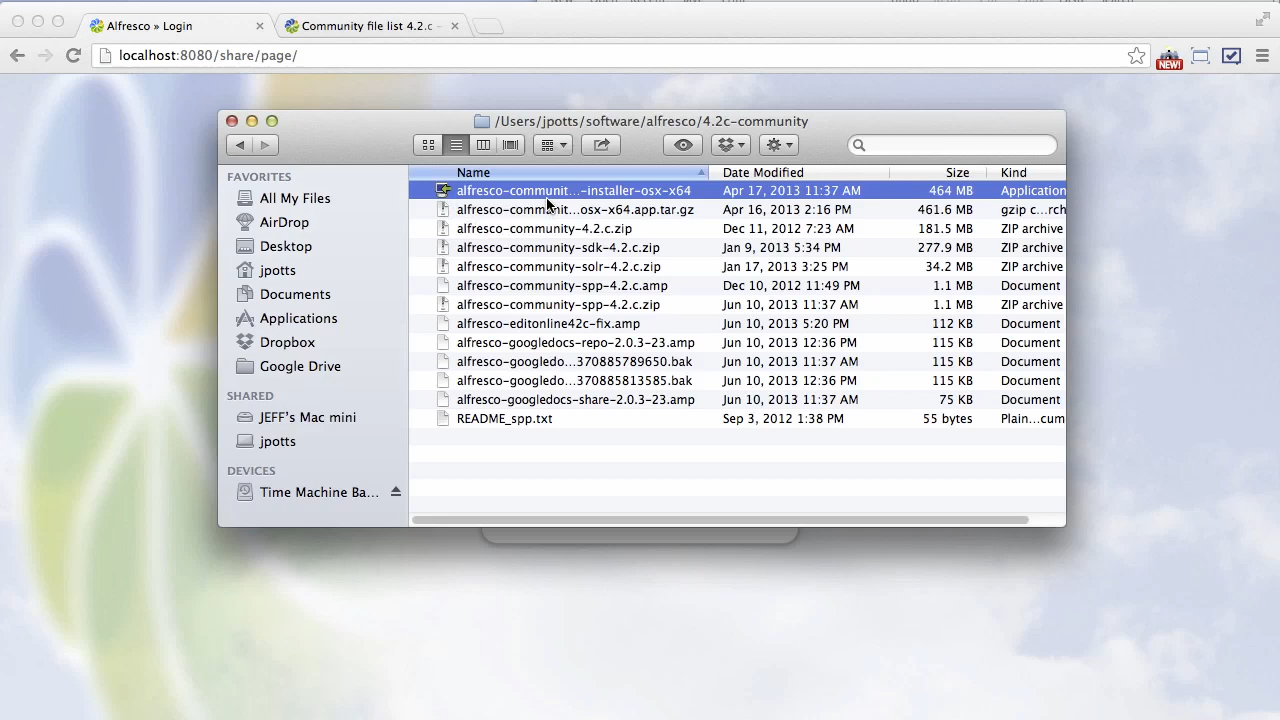 Alfresco » Login
Community file list 4.2.c -
localhost:8080/share/page/
NEW!
/Users/jpotts/software/alfresco/4.2c-community
FAVORITES
All My Files
AirDrop
Desktop
jpotts
Documents
Applications
Dropbox
Google Drive
SHARED
JEFF's Mac mini
jpotts
DEVICES
Time Machine Ba...
Name Date Modified Size Kind
alfresco-communit...-installer-osx-x64 Apr 17, 2013 11:37 AM 464 MB Application
alfresco-communit...osx-x64.app.tar.gz Apr 16, 2013 2:16 PM 461.6 MB gzip c...rch
alfresco-community-4.2.c.zip Dec 11, 2012 7:23 AM 181.5 MB ZIP archive
alfresco-community-sdk-4.2.c.zip Jan 9, 2013 5:34 PM 277.9 MB ZIP archive
alfresco-community-solr-4.2.c.zip Jan 17, 2013 3:25 PM 34.2 MB ZIP archive
alfresco-community-spp-4.2.c.amp Dec 10, 2012 11:49 PM 1.1 MB Document
alfresco-community-spp-4.2.c.zip Jun 10, 2013 11:37 AM 1.1 MB ZIP archive
alfresco-editonline42c-fix.amp Jun 10, 2013 5:20 PM 112 KB Document
alfresco-googledocs-repo-2.0.3-23.amp Jun 10, 2013 12:36 PM 115 KB Document
alfresco-googledo...370885789650.bak Jun 10, 2013 11:37 AM 115 KB Document
alfresco-googledo...370885813585.bak Jun 10, 2013 12:36 PM 115 KB Document
alfresco-googledocs-share-2.0.3-23.amp Jun 10, 2013 11:37 AM 75 KB Document
README_spp.txt Sep 3, 2012 1:38 PM 55 bytes Plain...cum